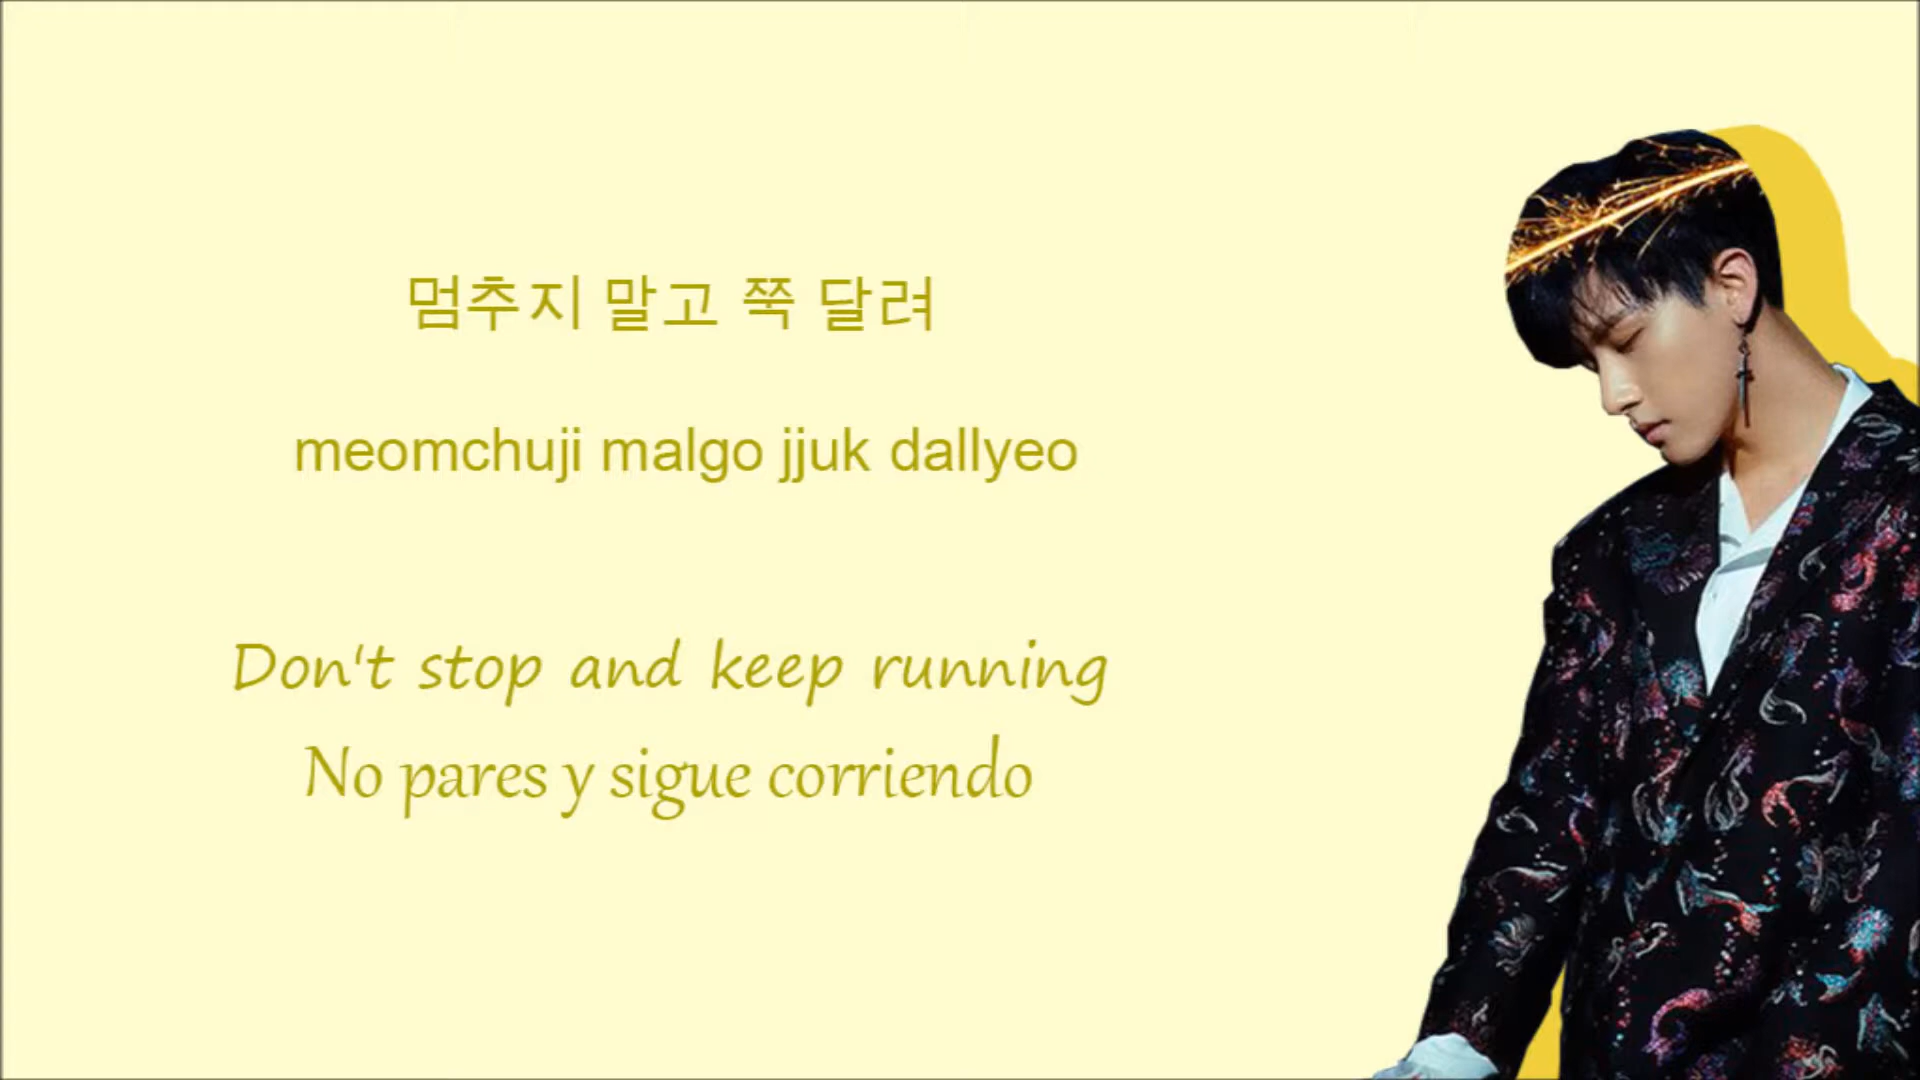 멈추지 말고 쭉 달려
meomchuji malgo jjuk dallyeo
Don't stop and keep running
No pares y sigue corriendo